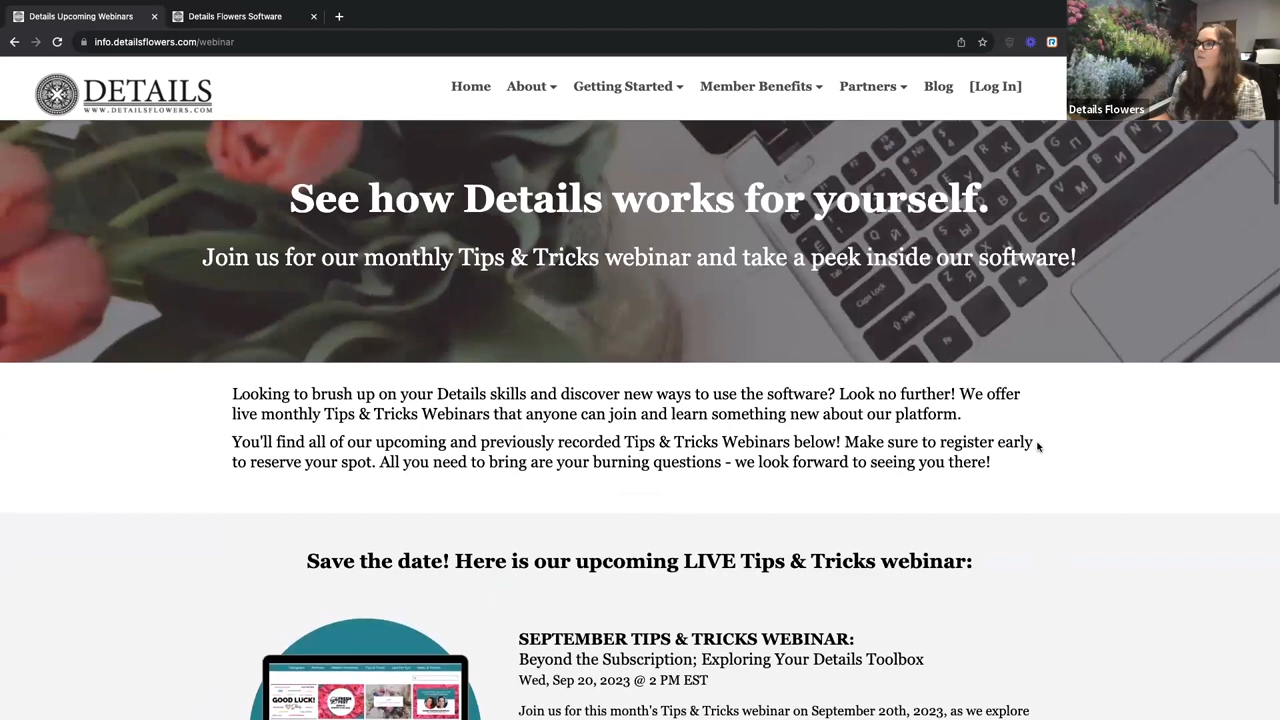 Details Upcoming Webinars
Details Flowers Software
info.detailsflowers.com/webinar
DETAILS
WWW.DETAILSFLOWERS.COM
Home About Getting Started Member Benefits Partners Blog [Log In]
Details Flowers
See how Details works for yourself.
Join us for our monthly Tips & Tricks webinar and take a peek inside our software!
Caps Lock
Shift
Fn
Alt
Looking to brush up on your Details skills and discover new ways to use the software? Look no further! We offer
live monthly Tips & Tricks Webinars that anyone can join and learn something new about our platform.
You'll find all of our upcoming and previously recorded Tips & Tricks Webinars below! Make sure to register early
to reserve your spot. All you need to bring are your burning questions - we look forward to seeing you there!
Save the date! Here is our upcoming LIVE Tips & Tricks webinar:
GOOD LUCK!
SEPTEMBER TIPS & TRICKS WEBINAR:
Beyond the Subscription; Exploring Your Details Toolbox
Wed, Sep 20, 2023 @ 2 PM EST
Join us for this month's Tips & Tricks webinar on September 20th, 2023, as we explore